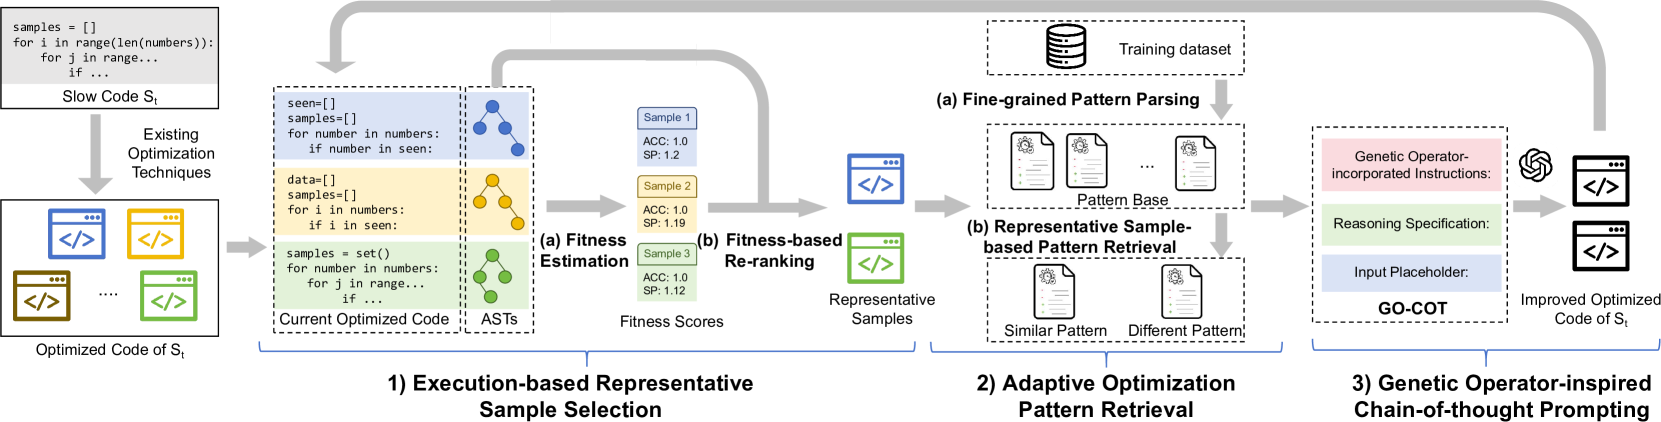 samples = []
for i in range(len(numbers)):
for j in range...
if ...
Slow Code St
Existing
Optimization
Techniques
</>
</>
</>
....
</>
Optimized Code of St
seen=[]
samples=[]
for number in numbers:
if number in seen:
data=[]
samples=[]
for i in numbers:
if i in seen:
samples = set()
for number in numbers:
for j in range...
if ...
Current Optimized Code
ASTs
(a) Fitness
Estimation
Sample 1
ACC: 1.0
SP: 1.2
Sample 2
ACC: 1.0
SP: 1.19
Sample 3
ACC: 1.0
SP: 1.12
Fitness Scores
(b) Fitness-based
Re-ranking
</>
</>
Representative
Samples
1) Execution-based Representative
Sample Selection
Training dataset
(a) Fine-grained Pattern Parsing
...
Pattern Base
(b) Representative Sample-
based Pattern Retrieval
Similar Pattern
Different Pattern
2) Adaptive Optimization
Pattern Retrieval
Genetic Operator-
incorporated Instructions:
Reasoning Specification:
Input Placeholder:
GO-COT
</>
</>
Improved Optimized
Code of St
3) Genetic Operator-inspired
Chain-of-thought Prompting